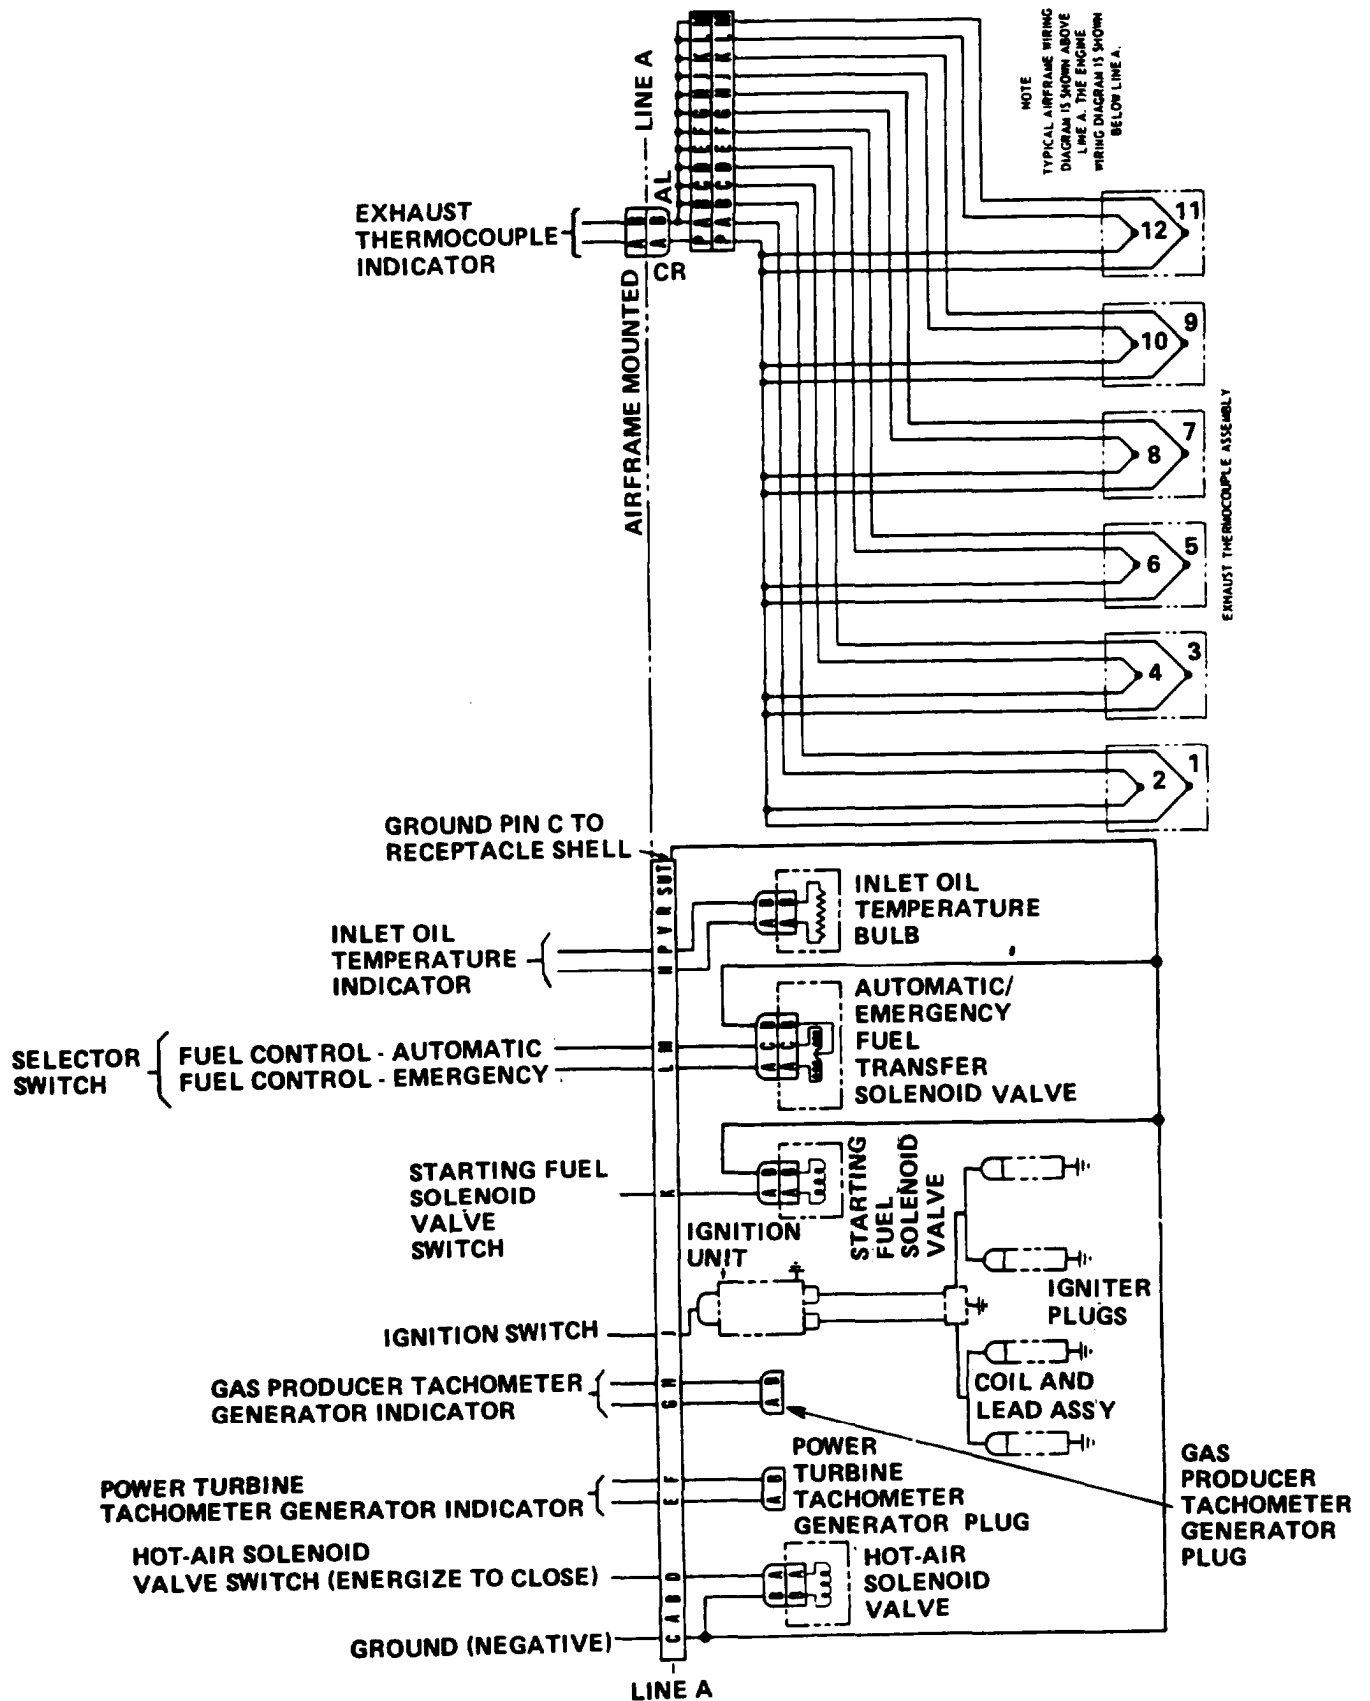 NOTE
TYPICAL AIRFRAME WIRING
DIAGRAM IS SHOWN ABOVE
LINE A. THE ENGINE
WIRING DIAGRAM IS SHOWN
BELOW LINE A.
LINE A
AIRFRAME MOUNTED
EXHAUST
THERMOCOUPLE
INDICATOR
A B
A B
AL
CR
P A B C D E F G H J K L M
P A B C D E F G H J K L M
11
12
9
10
7
8
5
6
3
4
1
2
EXHAUST THERMOCOUPLE ASSEMBLY
GROUND PIN C TO
RECEPTACLE SHELL
C A B D E F G H J K L M N P V R S U T
INLET OIL
TEMPERATURE
INDICATOR
A B
A B
INLET OIL
TEMPERATURE
BULB
SELECTOR
SWITCH
FUEL CONTROL - AUTOMATIC
FUEL CONTROL - EMERGENCY
A C B
A C B
AUTOMATIC/
EMERGENCY
FUEL
TRANSFER
SOLENOID VALVE
STARTING FUEL
SOLENOID
VALVE
SWITCH
A B
A B
STARTING
FUEL
SOLENOID
VALVE
IGNITION
UNIT
IGNITION SWITCH
IGNITER
PLUGS
COIL AND
LEAD ASS'Y
GAS PRODUCER TACHOMETER
GENERATOR INDICATOR
A B
GAS
PRODUCER
TACHOMETER
GENERATOR
PLUG
POWER TURBINE
TACHOMETER GENERATOR INDICATOR
A B
POWER
TURBINE
TACHOMETER
GENERATOR PLUG
HOT-AIR SOLENOID
VALVE SWITCH (ENERGIZE TO CLOSE)
B A
B A
HOT-AIR
SOLENOID
VALVE
GROUND (NEGATIVE)
LINE A